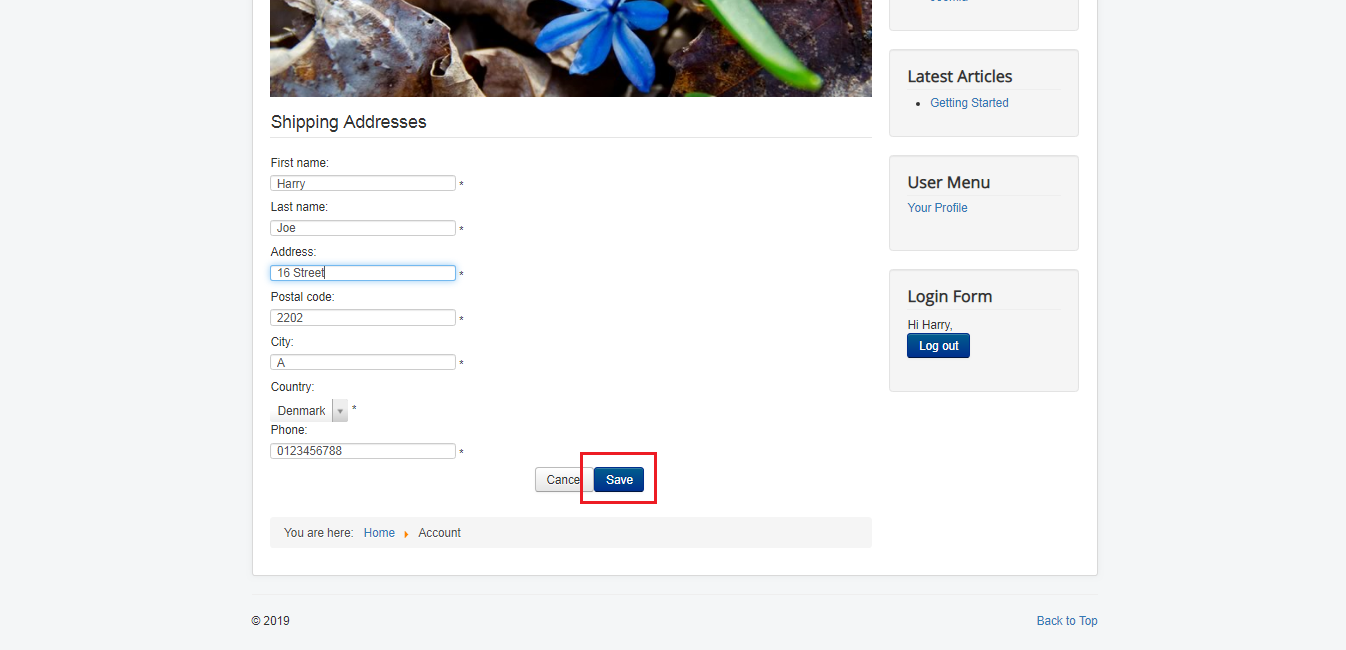 Shipping Addresses
First name:
Harry *
Last name:
Joe *
Address:
16 Street *
Postal code:
2202 *
City:
A *
Country:
Denmark *
Phone:
0123456788 *
Cance Save
You are here: Home Account
Latest Articles
Getting Started
User Menu
Your Profile
Login Form
Hi Harry,
Log out
© 2019
Back to Top